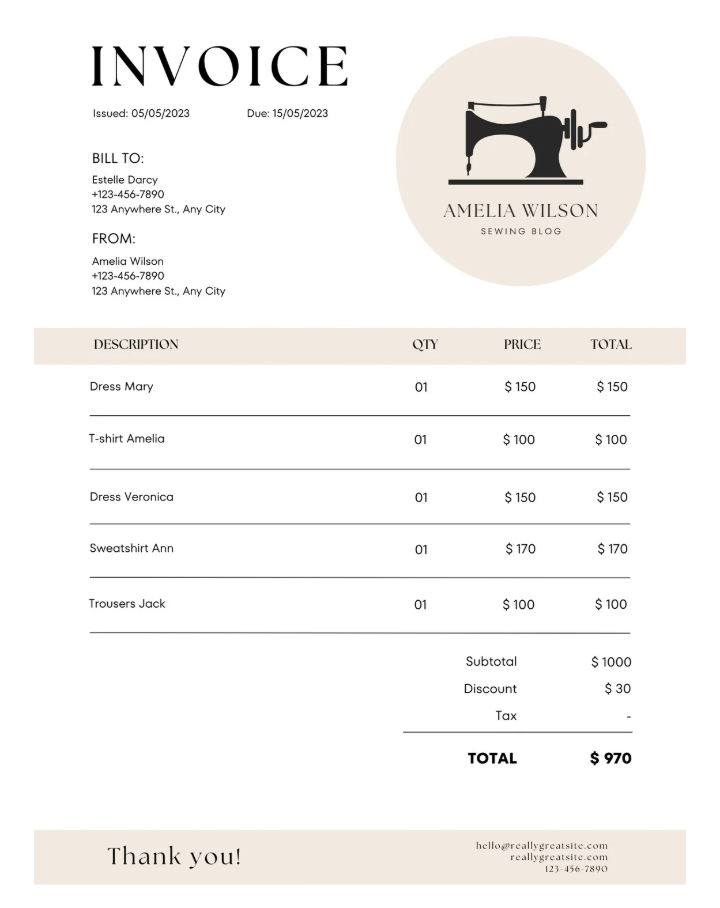 INVOICE
Issued: 05/05/2023 Due: 15/05/2023
BILL TO:
Estelle Darcy
+123-456-7890
123 Anywhere St., Any City
FROM:
Amelia Wilson
+123-456-7890
123 Anywhere St., Any City
AMELIA WILSON
SEWING BLOG
DESCRIPTION QTY PRICE TOTAL
Dress Mary 01 $ 150 $ 150
T-shirt Amelia 01 $ 100 $ 100
Dress Veronica 01 $ 150 $ 150
Sweatshirt Ann 01 $ 170 $ 170
Trousers Jack 01 $ 100 $ 100
Subtotal $ 1000
Discount $ 30
Tax -
TOTAL $ 970
Thank you!
hello@reallygreatsite.com
reallygreatsite.com
123-456-7890